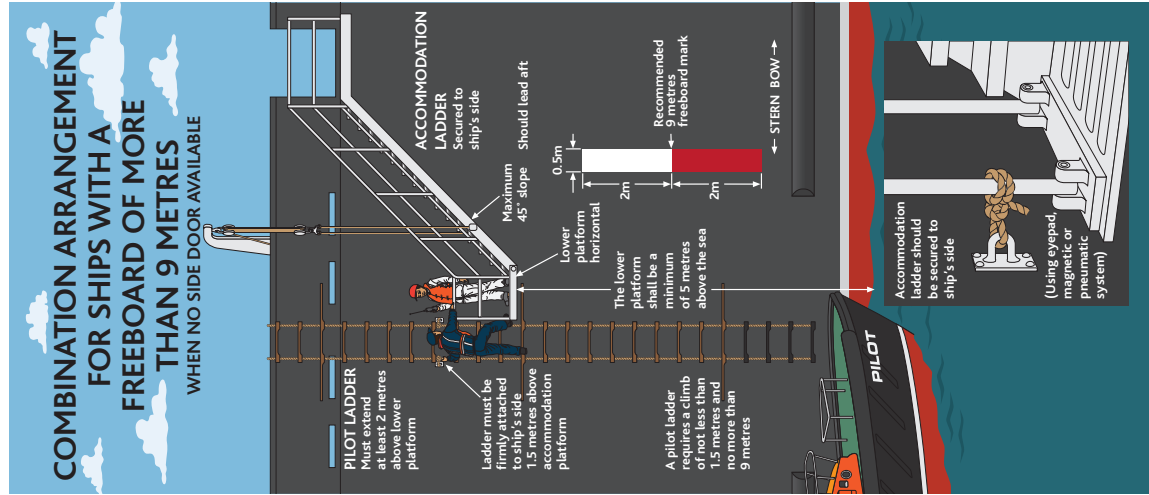 COMBINATION ARRANGEMENT
FOR SHIPS WITH A
FREEBOARD OF MORE
THAN 9 METRES
WHEN NO SIDE DOOR AVAILABLE
PILOT LADDER
Must extend
at least 2 metres
above lower
platform
Ladder must be
firmly attached
to ship's side
1.5 metres above
accommodation
platform
A pilot ladder
requires a climb
of not less than
1.5 metres and
no more than
9 metres
ACCOMMODATION
LADDER
Secured to
ship's side
Should lead aft
Maximum
45° slope
Lower
platform
horizontal
The lower
platform
shall be a
minimum
of 5 metres
above the sea
0.5m
2m
2m
Recommended
9 metres
freeboard mark
STERN BOW
PILOT
Accommodation
ladder should
be secured to
ship's side
(Using eyepad,
magnetic or
pneumatic
system)